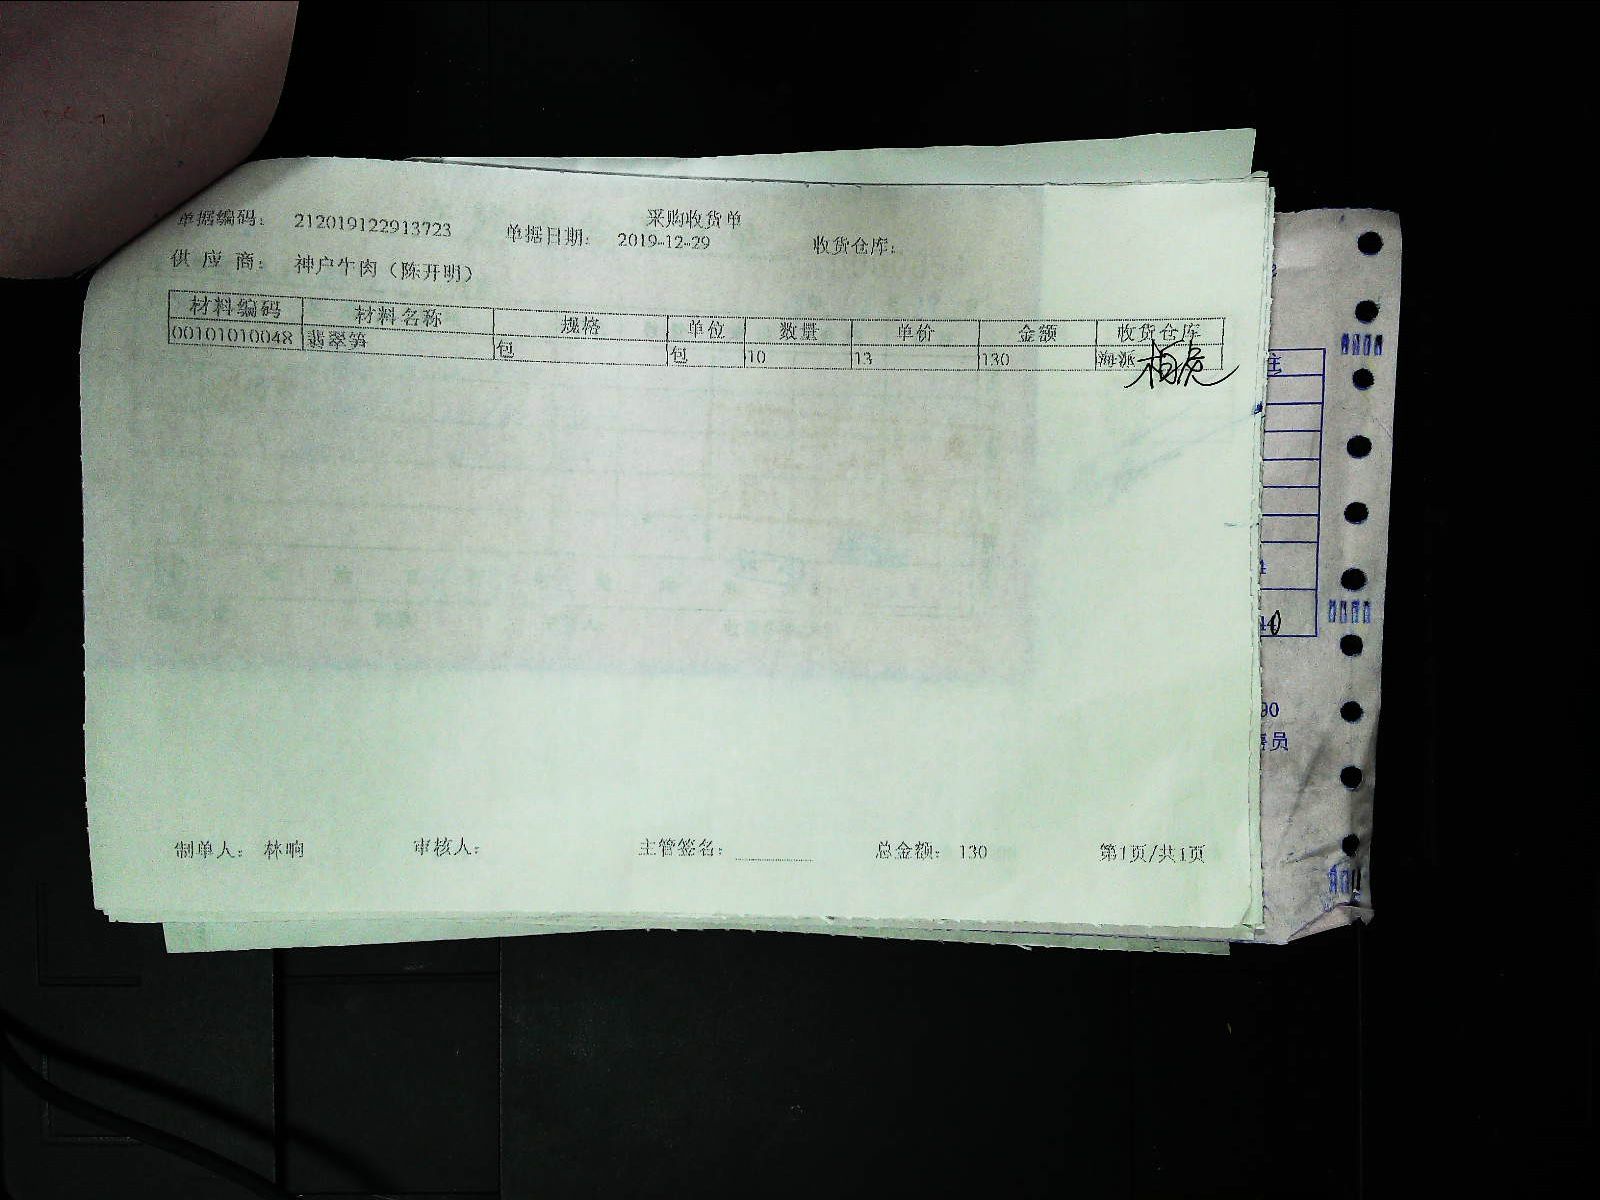 采购收货单
单据编码： 212019122913723 单据日期： 2019-12-29 收货仓库：
供 应 商： 神户牛肉（陈开明）
材料编码 材料名称 规格 单位 数量 单价 金额 收货仓库
00101010048 翡翠笋 包 包 10 13 130 海派
制单人： 林响 审核人： 主管签名： 总金额： 130 第1页/共1页
90
员